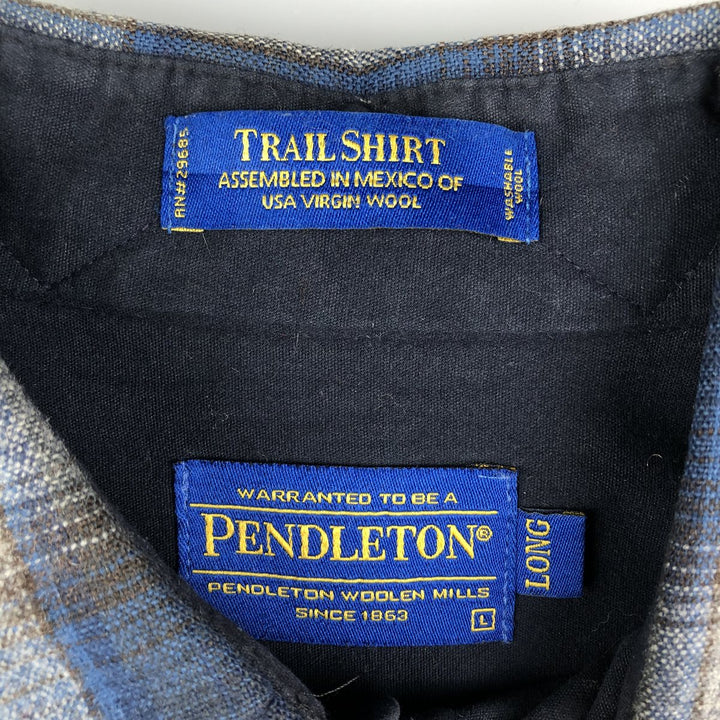 RN# 29685
TRAIL SHIRT
ASSEMBLED IN MEXICO OF
USA VIRGIN WOOL
WASHABLE
WOOL
WARRANTED TO BE A
PENDLETON®
PENDLETON WOOLEN MILLS
SINCE 1863
L
LONG